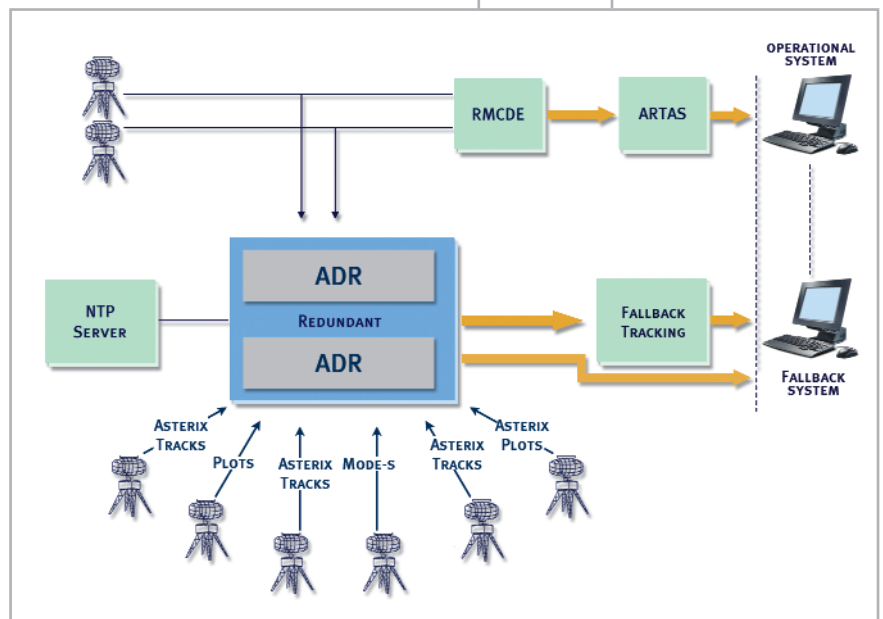 OPERATIONAL
SYSTEM
RMCDE
ARTAS
ADR
REDUNDANT
ADR
NTP
SERVER
FALLBACK
TRACKING
FALLBACK
SYSTEM
ASTERIX
TRACKS
PLOTS
ASTERIX
TRACKS
MODE-S
ASTERIX
TRACKS
ASTERIX
PLOTS